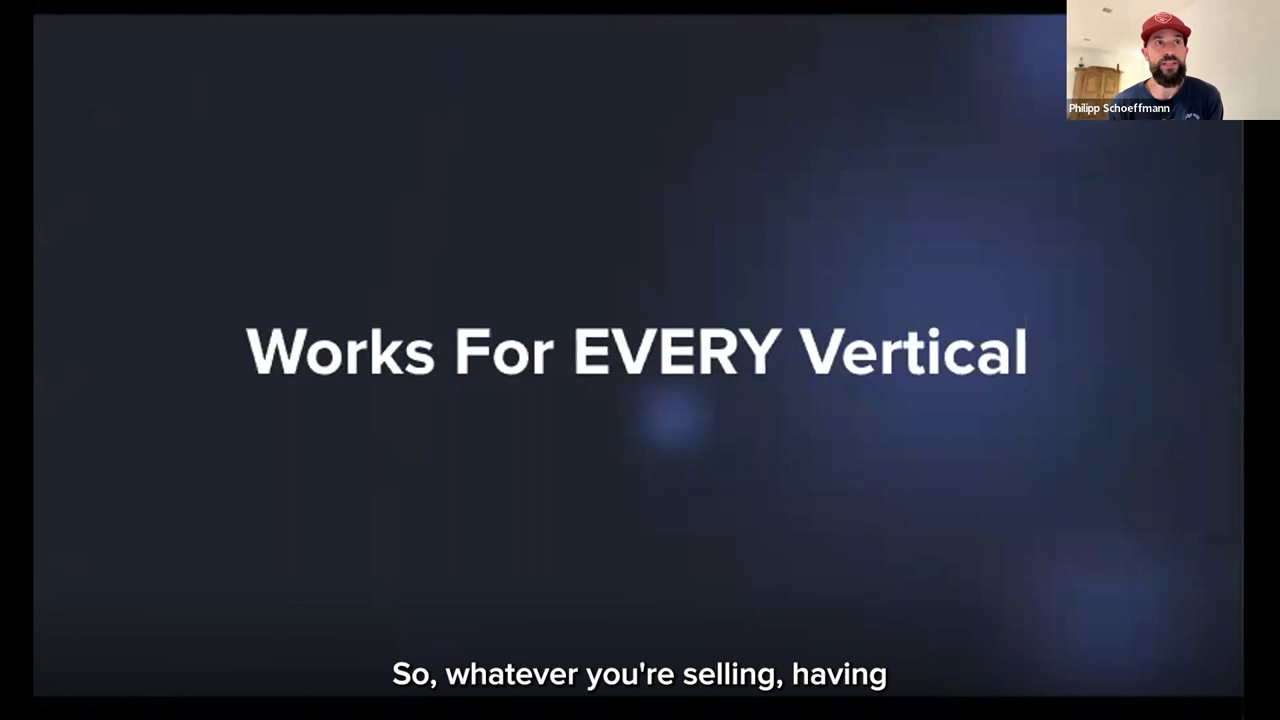 Philipp Schoeffmann
Works For EVERY Vertical
So, whatever you're selling, having